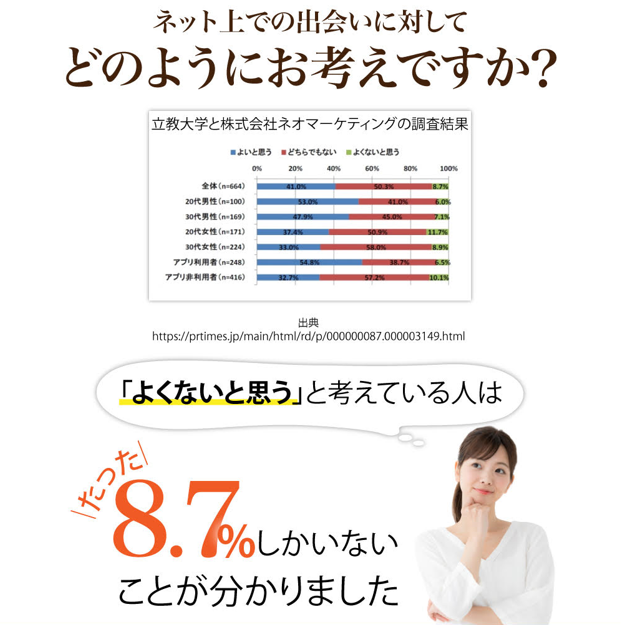 ネット上での出会いに対して
どのようにお考えですか?
立教大学と株式会社ネオマーケティングの調査結果
よいと思う どちらでもない よくないと思う
0% 20% 40% 60% 80% 100%
全体(n=664) 41.0% 50.3% 8.7%
20代男性(n=100) 53.0% 41.0% 6.0%
30代男性(n=169) 47.9% 45.0% 7.1%
20代女性(n=171) 37.4% 50.9% 11.7%
30代女性(n=224) 33.0% 58.0% 8.9%
アプリ利用者(n=248) 54.8% 38.7% 6.5%
アプリ非利用者(n=416) 32.7% 57.2% 10.1%
出典
https://prtimes.jp/main/html/rd/p/000000087.000003149.html
「よくないと思う」と考えている人は
\たった/
8.7%しかいない
ことが分かりました